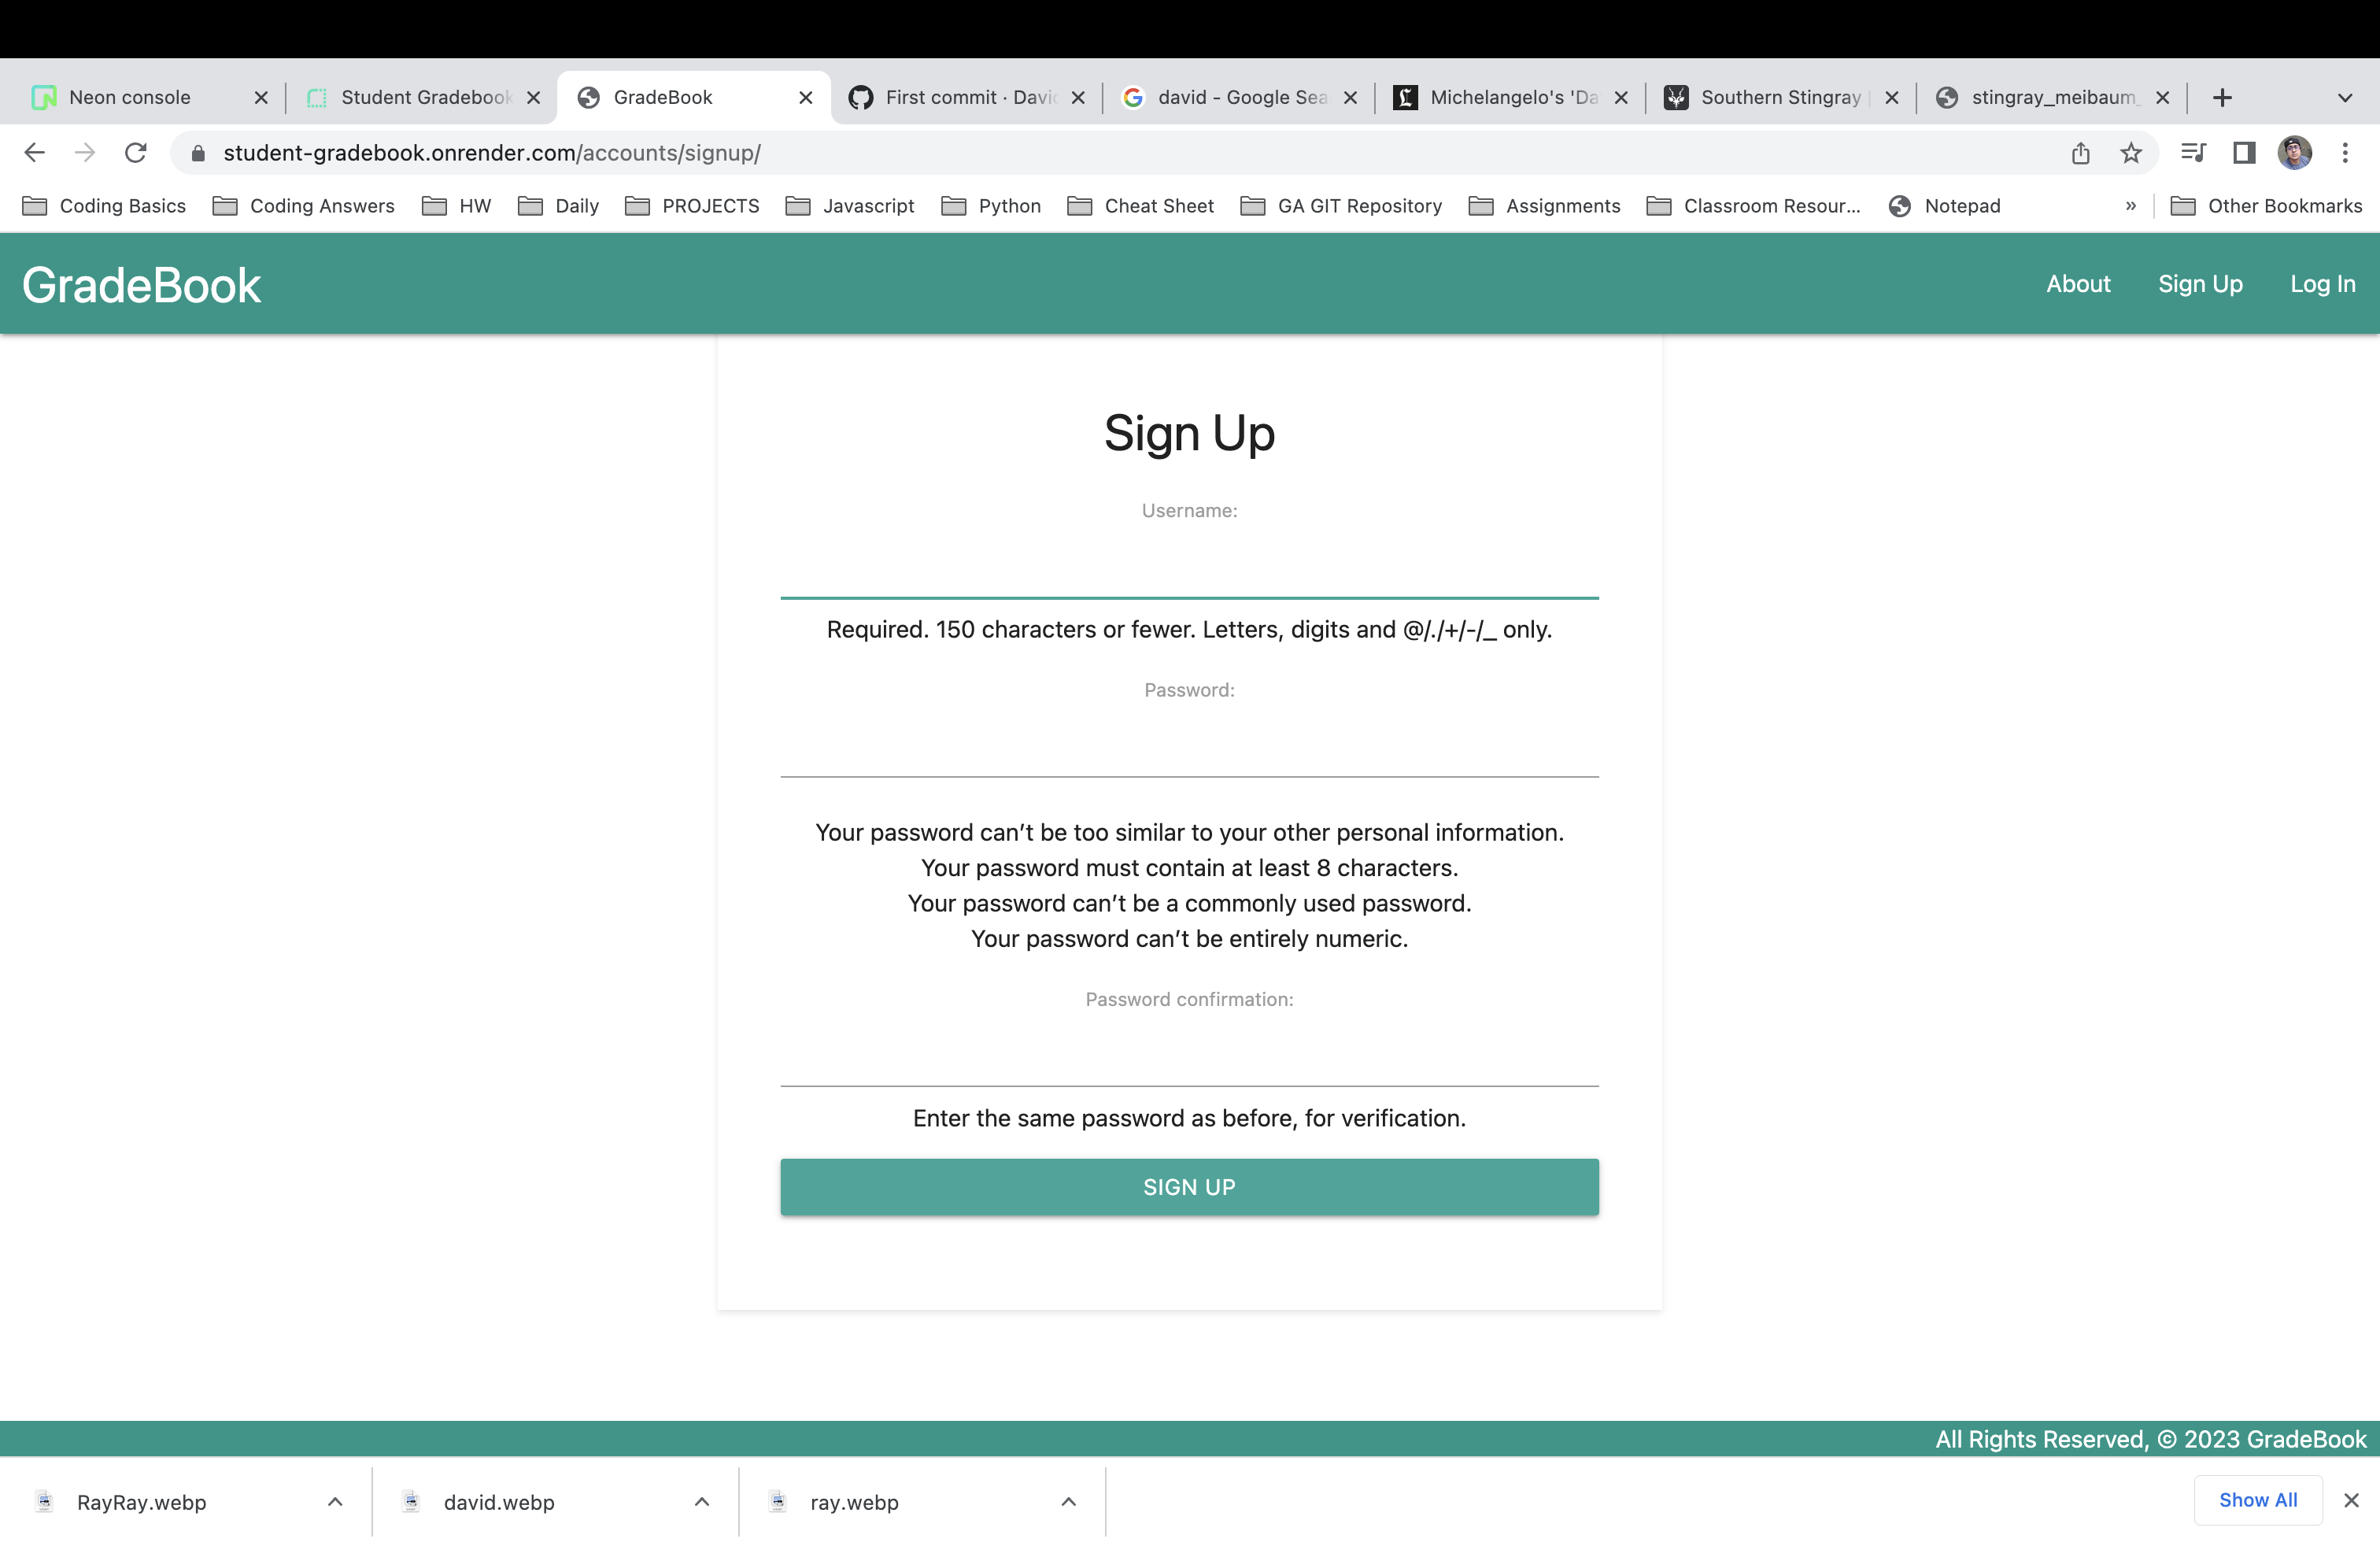 Neon console
Student Gradebook
GradeBook
First commit · Davi
david - Google Sea
Michelangelo's 'Da
Southern Stingray
stingray_meibaum_
student-gradebook.onrender.com/accounts/signup/
Coding Basics
Coding Answers
HW
Daily
PROJECTS
Javascript
Python
Cheat Sheet
GA GIT Repository
Assignments
Classroom Resour...
Notepad
»
Other Bookmarks
GradeBook
About
Sign Up
Log In
Sign Up
Username:
Required. 150 characters or fewer. Letters, digits and @/./+/-/_ only.
Password:
Your password can’t be too similar to your other personal information.
Your password must contain at least 8 characters.
Your password can’t be a commonly used password.
Your password can’t be entirely numeric.
Password confirmation:
Enter the same password as before, for verification.
SIGN UP
All Rights Reserved, © 2023 GradeBook
RayRay.webp
david.webp
ray.webp
Show All